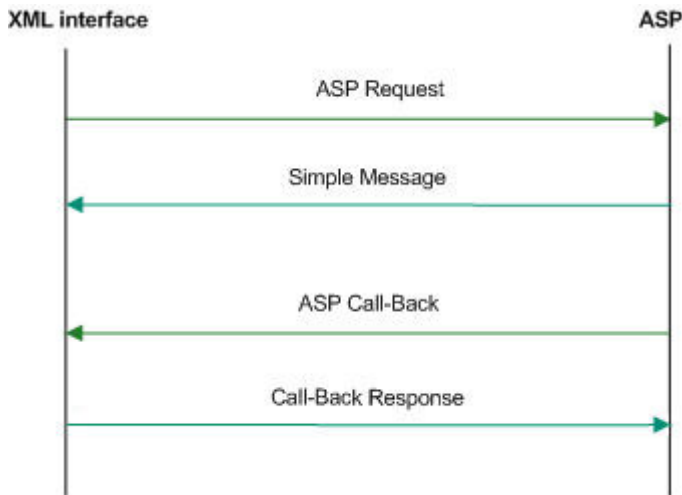 XML interface
ASP
ASP Request
Simple Message
ASP Call-Back
Call-Back Response